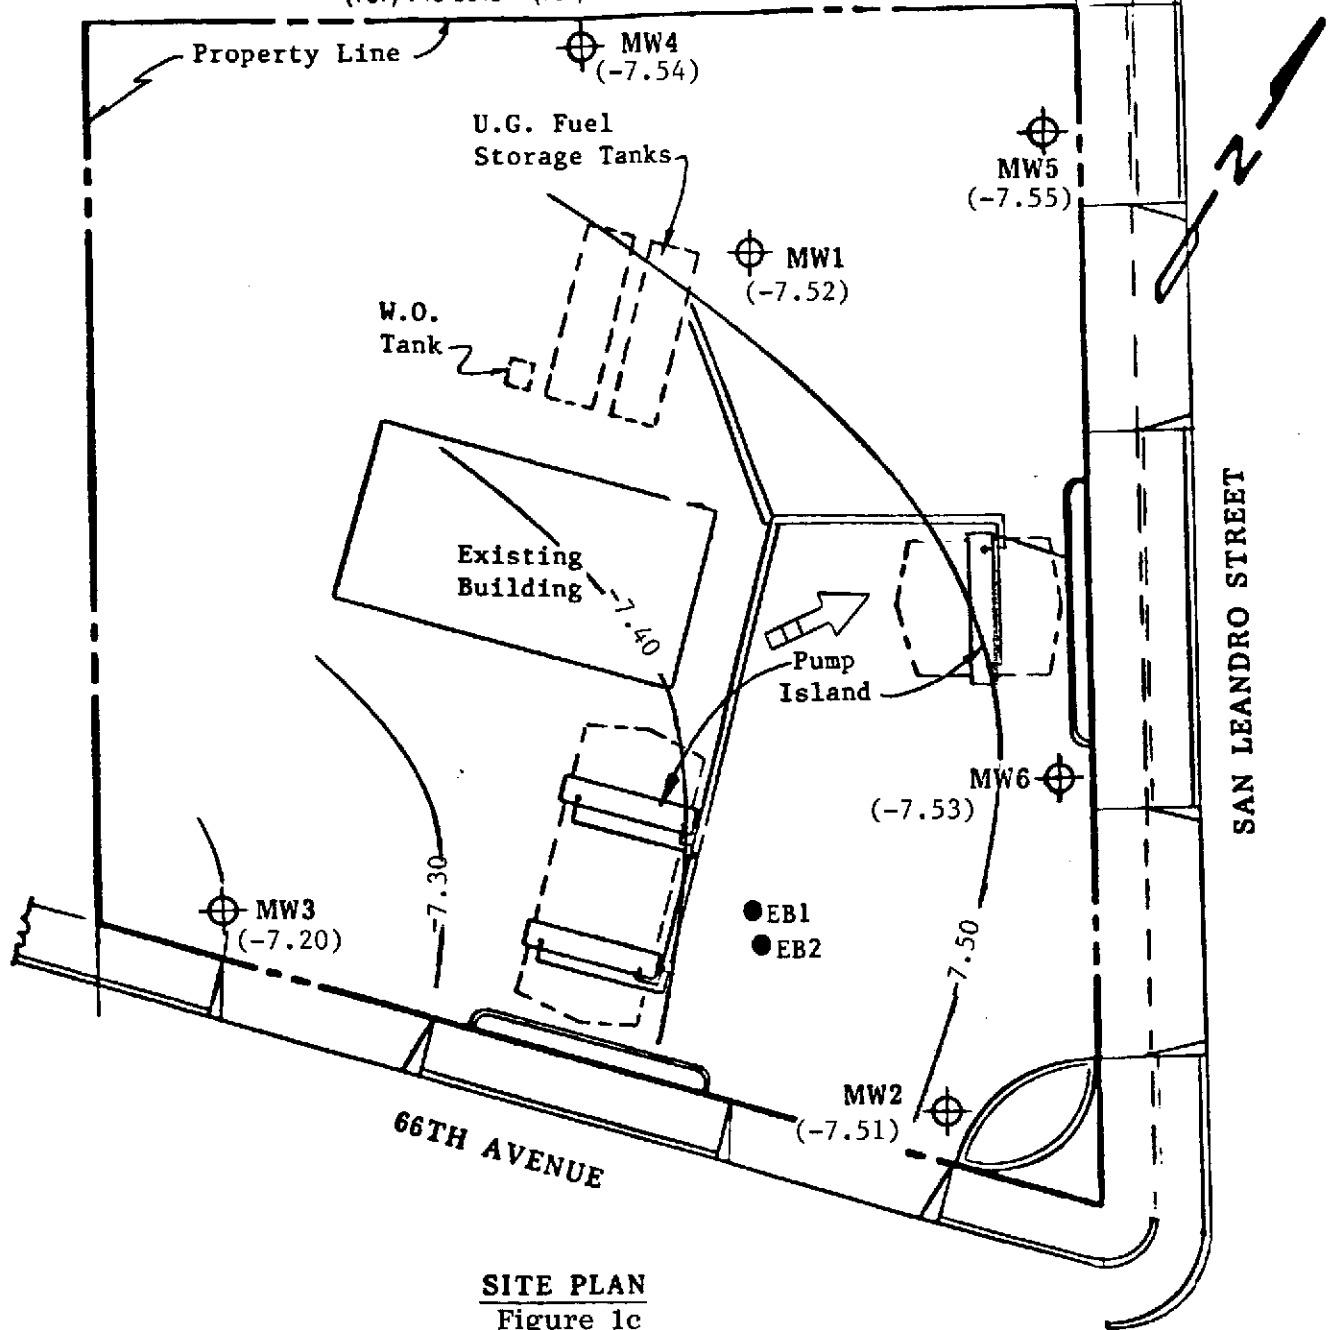 Property Line
MW4
(-7.54)
U.G. Fuel
Storage Tanks
MW5
(-7.55)
N
MW1
(-7.52)
W.O.
Tank
Existing
Building
-7.40
Pump
Island
SAN LEANDRO STREET
MW6
(-7.53)
-7.30
MW3
(-7.20)
EB1
EB2
-7.50
MW2
(-7.51)
66TH AVENUE
SITE PLAN
Figure 1c